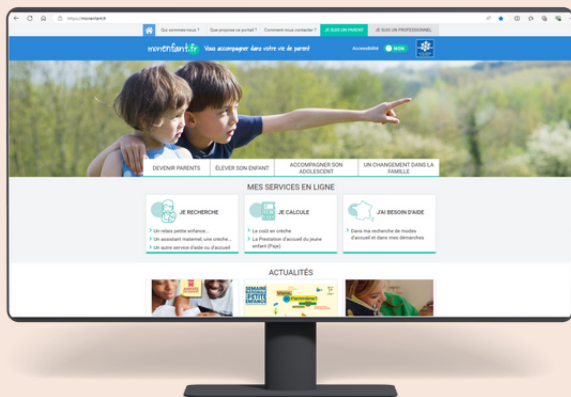 https://monenfant.fr
Qui sommes-nous ? Que propose ce portail ? Comment nous contacter ? JE SUIS UN PARENT JE SUIS UN PROFESSIONNEL
monenfant.fr Vous accompagner dans votre vie de parent Accessibilité NON
DEVENIR PARENTS ÉLEVER SON ENFANT ACCOMPAGNER SON ADOLESCENT UN CHANGEMENT DANS LA FAMILLE
MES SERVICES EN LIGNE
JE RECHERCHE
Un relais petite enfance...
Un assistant maternel, une crèche...
Un autre service d'aide ou d'accueil
JE CALCULE
Le coût en crèche
La Prestation d'accueil du jeune
enfant (Paje)
J'AI BESOIN D'AIDE
Dans ma recherche de modes
d'accueil et dans mes démarches
ACTUALITÉS
SEMAINE
NATIONALE
PETITE
ENFANCE